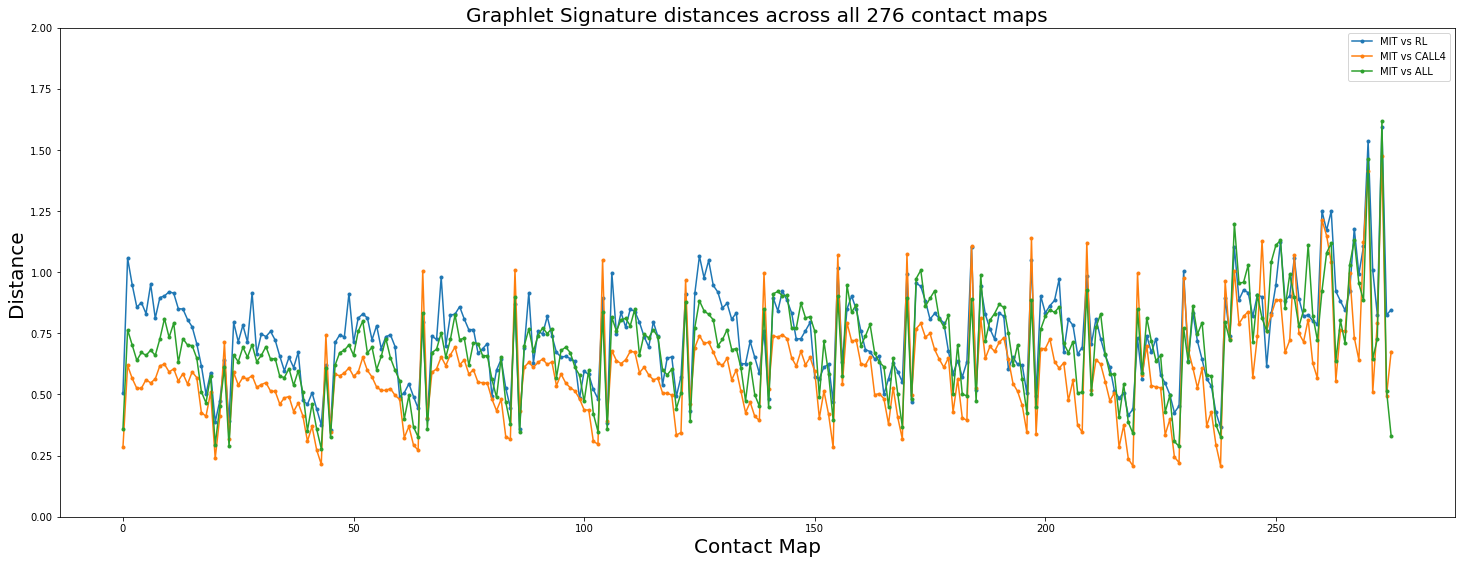 Graphlet Signature distances across all 276 contact maps
MIT vs RL
MIT vs CALL4
MIT vs ALL
Distance
2.00
1.75
1.50
1.25
1.00
0.75
0.50
0.25
0.00
0
50
100
150
200
250
Contact Map